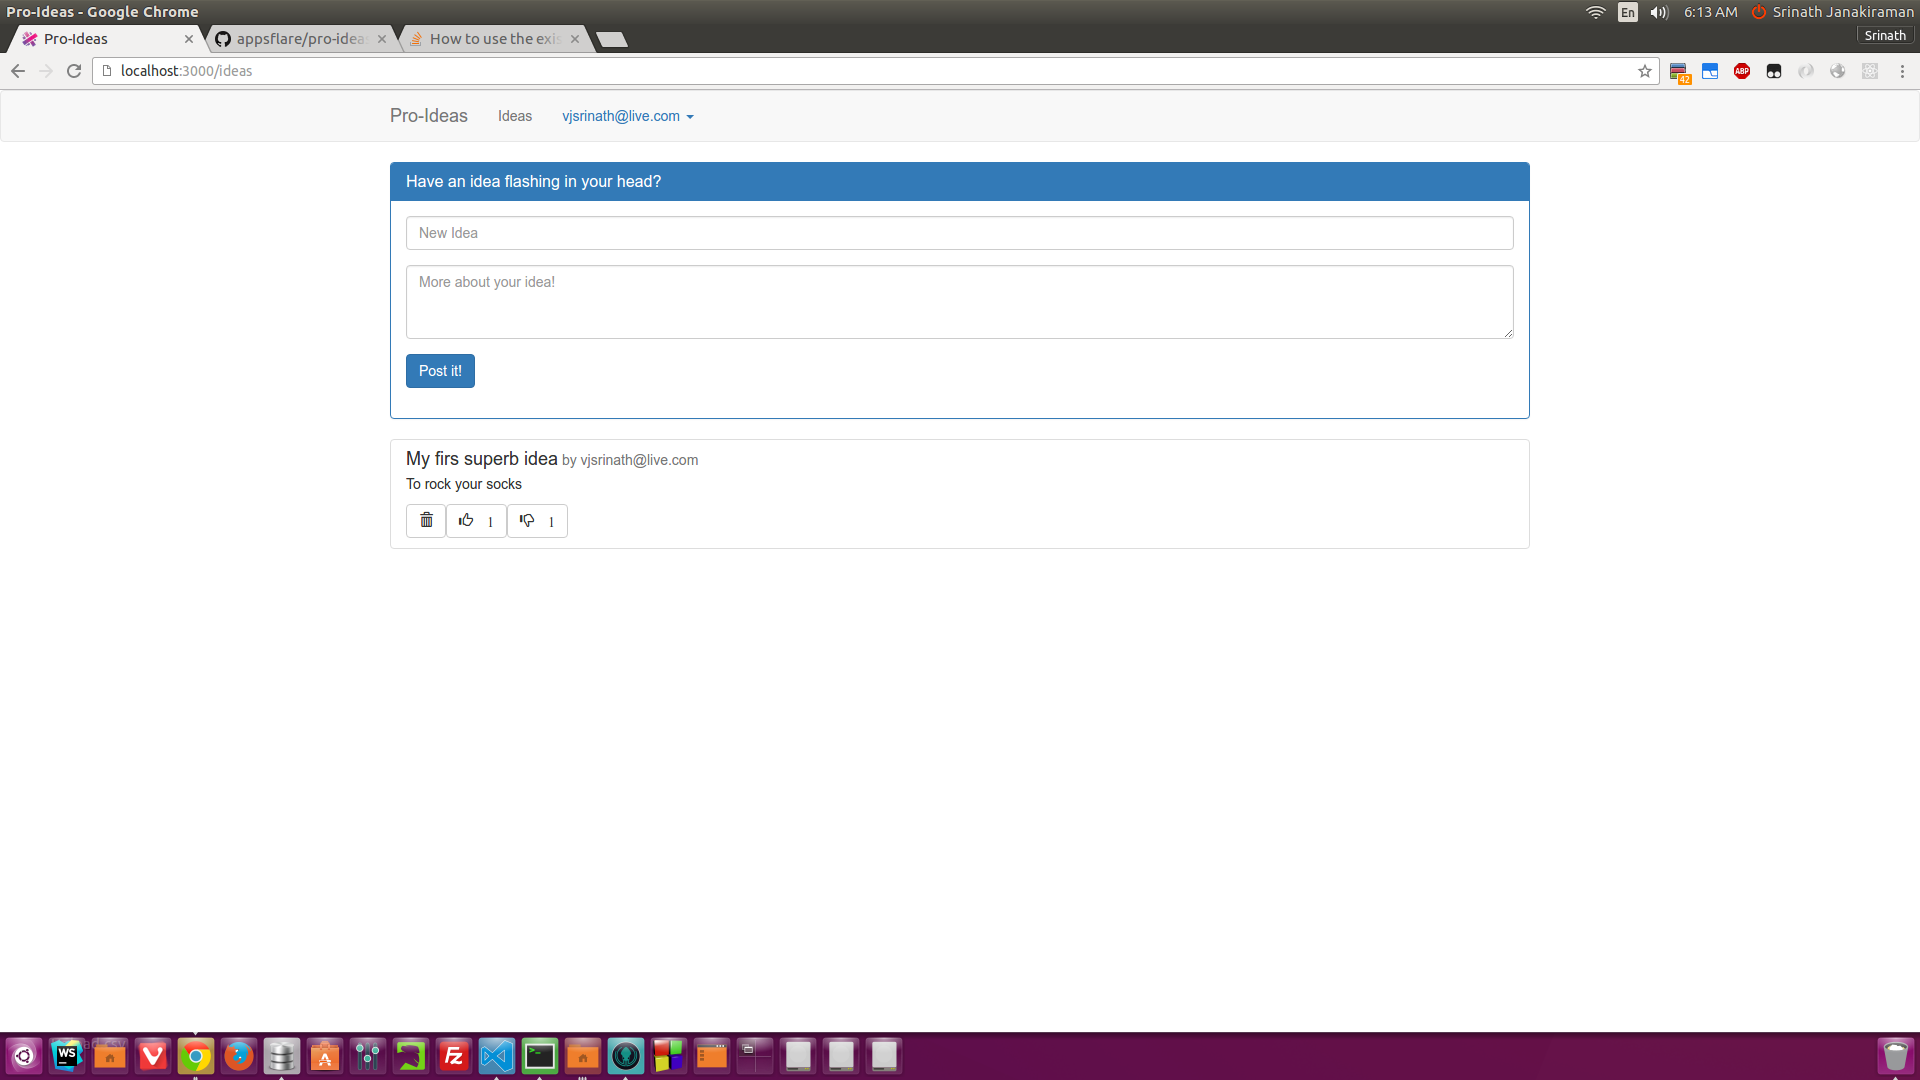 Pro-Ideas - Google Chrome
En
6:13 AM
Srinath Janakiraman
Pro-Ideas
appsflare/pro-idea
How to use the exis
Srinath
localhost:3000/ideas
42
ABP
Pro-Ideas
Ideas
vjsrinath@live.com
Have an idea flashing in your head?
New Idea
More about your idea!
Post it!
My firs superb idea by vjsrinath@live.com
To rock your socks
1
1
WS
FZ